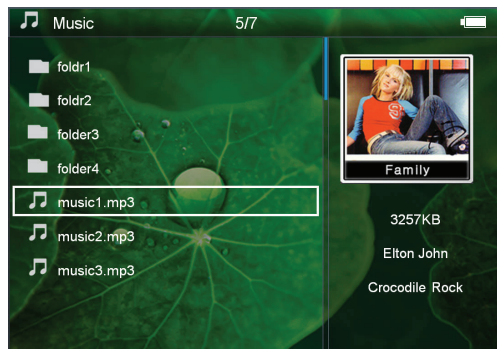 Music 5/7
foldr1
foldr2
folder3
folder4
music1.mp3
music2.mp3
music3.mp3
Family
3257KB
Elton John
Crocodile Rock